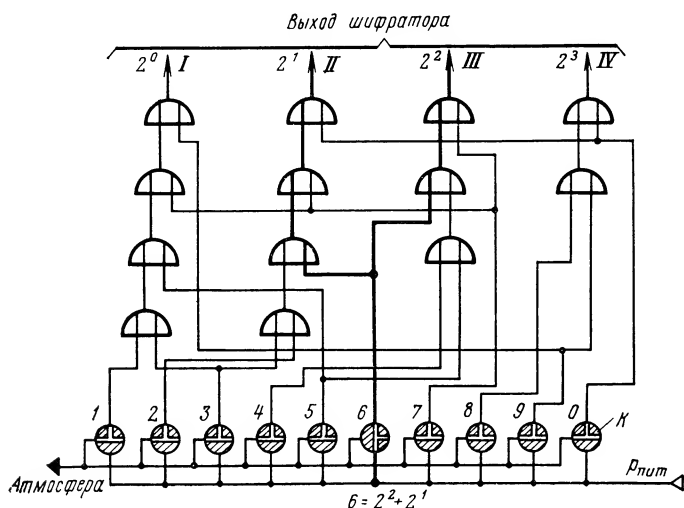 Выход шифратора
2⁰ I 2¹ II 2² III 2³ IV
1 2 3 4 5 6 7 8 9 0
К
Атмосфера
Pпит
6 = 2² + 2¹